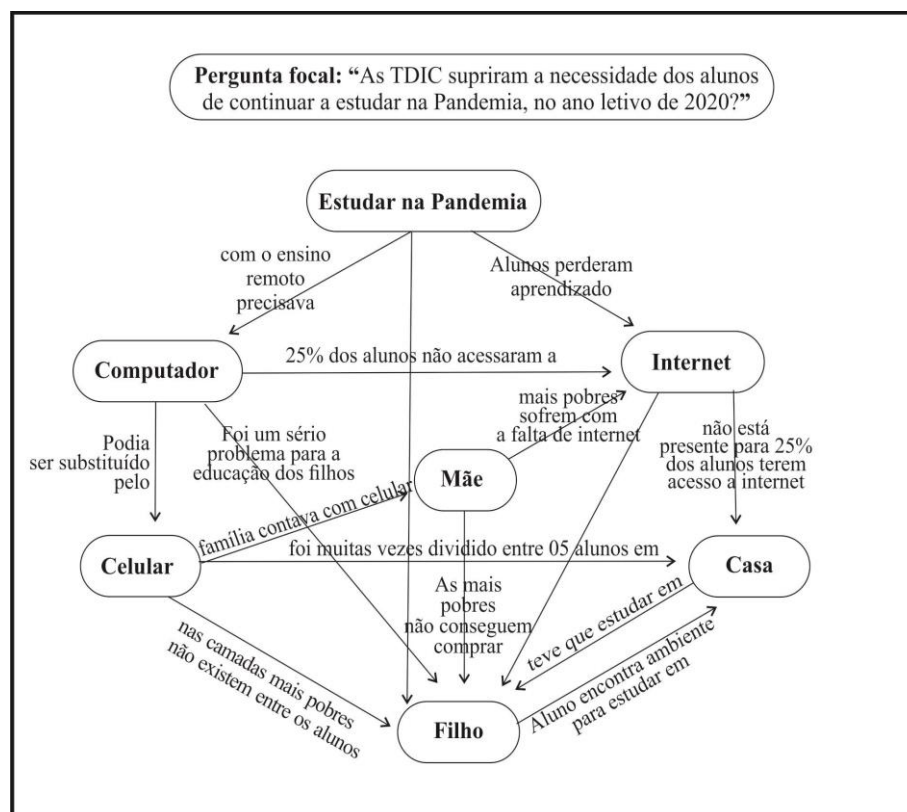 Pergunta focal: “As TDIC supriram a necessidade dos alunos
de continuar a estudar na Pandemia, no ano letivo de 2020?”
Estudar na Pandemia
com o ensino
remoto
precisava
Alunos perderam
aprendizado
Computador
25% dos alunos não acessaram a
Internet
Podia
ser substituído
pelo
Foi um sério
problema para a
educação dos filhos
mais pobres
sofrem com
a falta de internet
não está
presente para 25%
dos alunos terem
acesso a internet
Mãe
família contava com celular
Celular
foi muitas vezes dividido entre 05 alunos em
Casa
As mais
pobres
não conseguem
comprar
teve que estudar em
nas camadas mais pobres
não existem entre os alunos
Filho
Aluno encontra ambiente
para estudar em